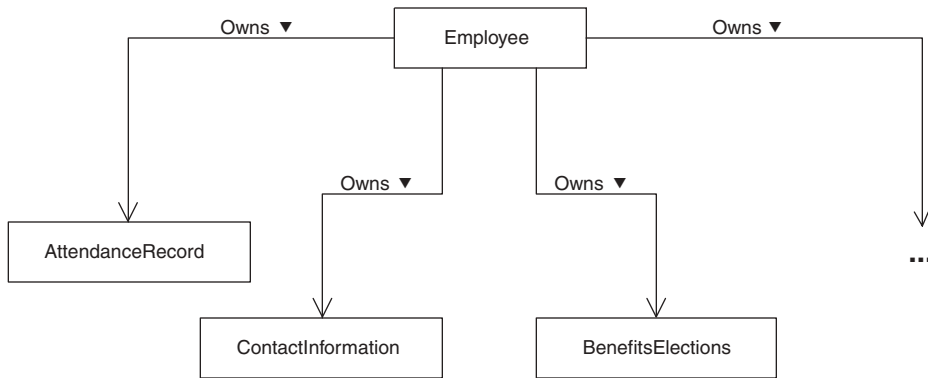 Owns ▼
Employee
Owns ▼
Owns ▼
Owns ▼
AttendanceRecord
...
ContactInformation
BenefitsElections